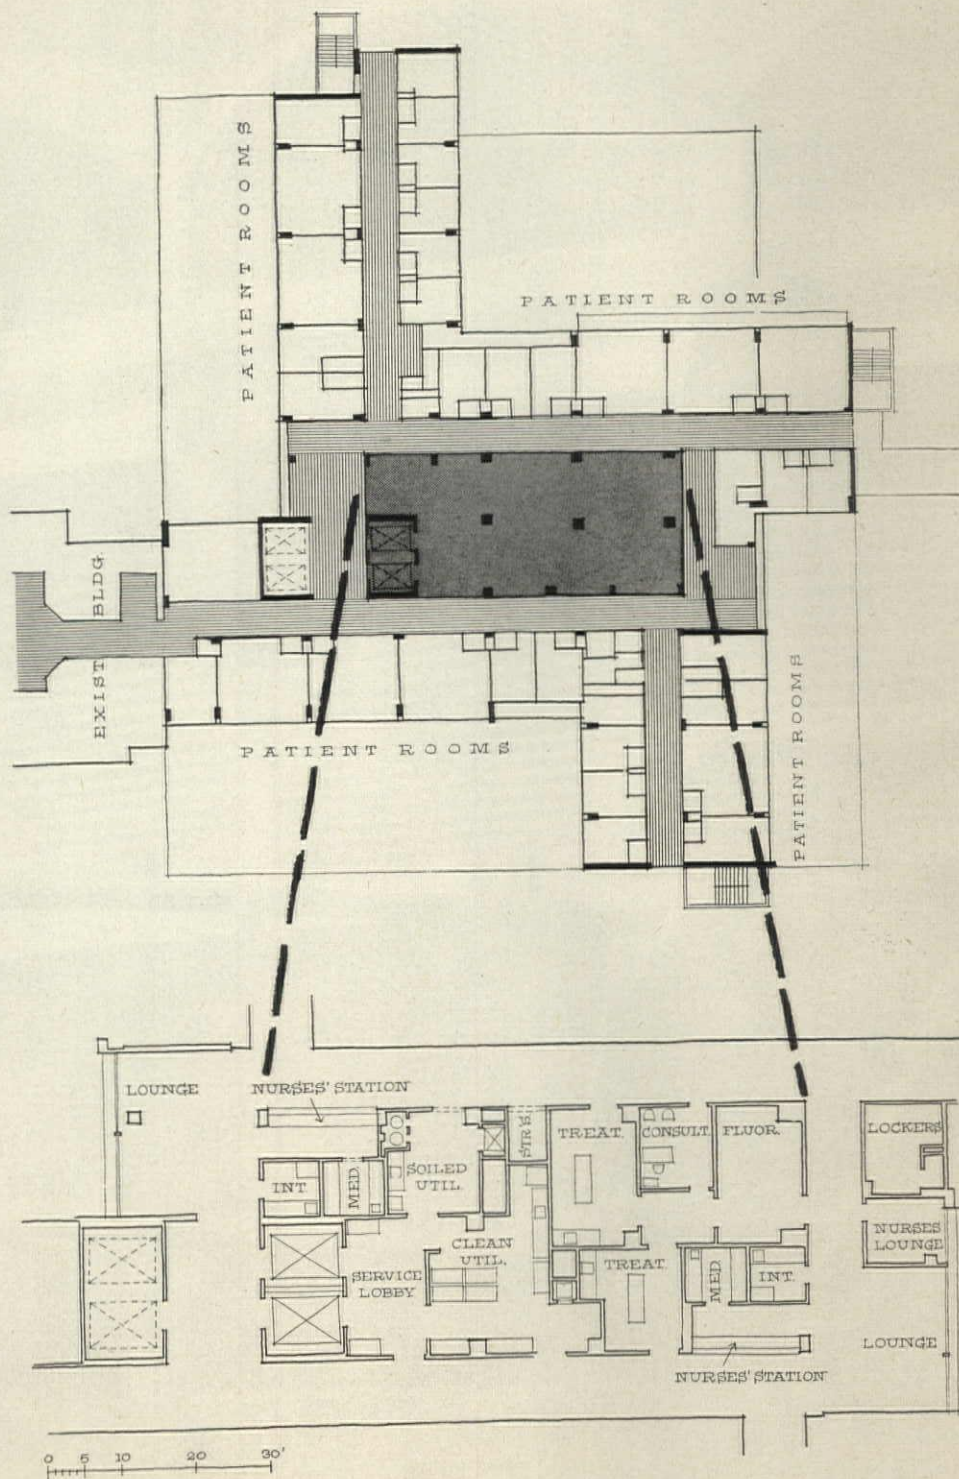 PATIENT ROOMS
PATIENT ROOMS
EXIST BLDG.
PATIENT ROOMS
PATIENT ROOMS
LOUNGE
NURSES' STATION
INT.
MED.
SOILED
UTIL.
STR'S.
TREAT.
CONSULT.
FLUOR.
LOCKERS
CLEAN
UTIL.
SERVICE
LOBBY
TREAT.
MED
INT.
NURSES
LOUNGE
LOUNGE
NURSES' STATION
0 5 10 20 30'